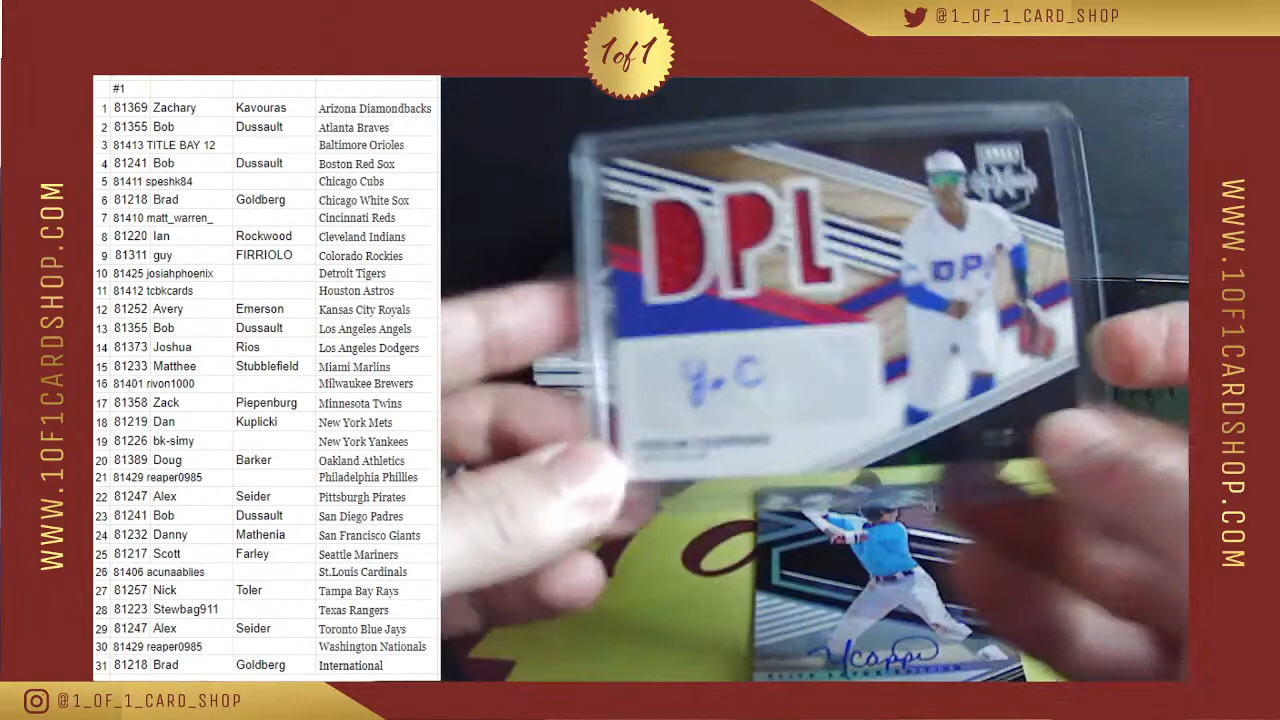 @1_OF_1_CARD_SHOP
1 of 1
#1
1 81369 Zachary Kavouras Arizona Diamondbacks
2 81355 Bob Dussault Atlanta Braves
3 81413 TITLE BAY 12 Baltimore Orioles
4 81241 Bob Dussault Boston Red Sox
5 81411 speshk84 Chicago Cubs
6 81218 Brad Goldberg Chicago White Sox
7 81410 matt_warren_ Cincinnati Reds
8 81220 Ian Rockwood Cleveland Indians
9 81311 guy FIRRIOLO Colorado Rockies
10 81425 josiahphoenix Detroit Tigers
11 81412 tcbkcards Houston Astros
12 81252 Avery Emerson Kansas City Royals
13 81355 Bob Dussault Los Angeles Angels
14 81373 Joshua Rios Los Angeles Dodgers
15 81233 Matthee Stubblefield Miami Marlins
16 81401 rivon1000 Milwaukee Brewers
17 81358 Zack Piepenburg Minnesota Twins
18 81219 Dan Kuplicki New York Mets
19 81226 bk-simy New York Yankees
20 81389 Doug Barker Oakland Athletics
21 81429 reaper0985 Philadelphia Phillies
22 81247 Alex Seider Pittsburgh Pirates
23 81241 Bob Dussault San Diego Padres
24 81232 Danny Mathenia San Francisco Giants
25 81217 Scott Farley Seattle Mariners
26 81406 acunaablies St.Louis Cardinals
27 81257 Nick Toler Tampa Bay Rays
28 81223 Stewbag911 Texas Rangers
29 81247 Alex Seider Toronto Blue Jays
30 81429 reaper0985 Washington Nationals
31 81218 Brad Goldberg International
DPL
DP
y.c
WWW.1OF1CARDSHOP.COM
WWW.1OF1CARDSHOP.COM
@1_OF_1_CARD_SHOP